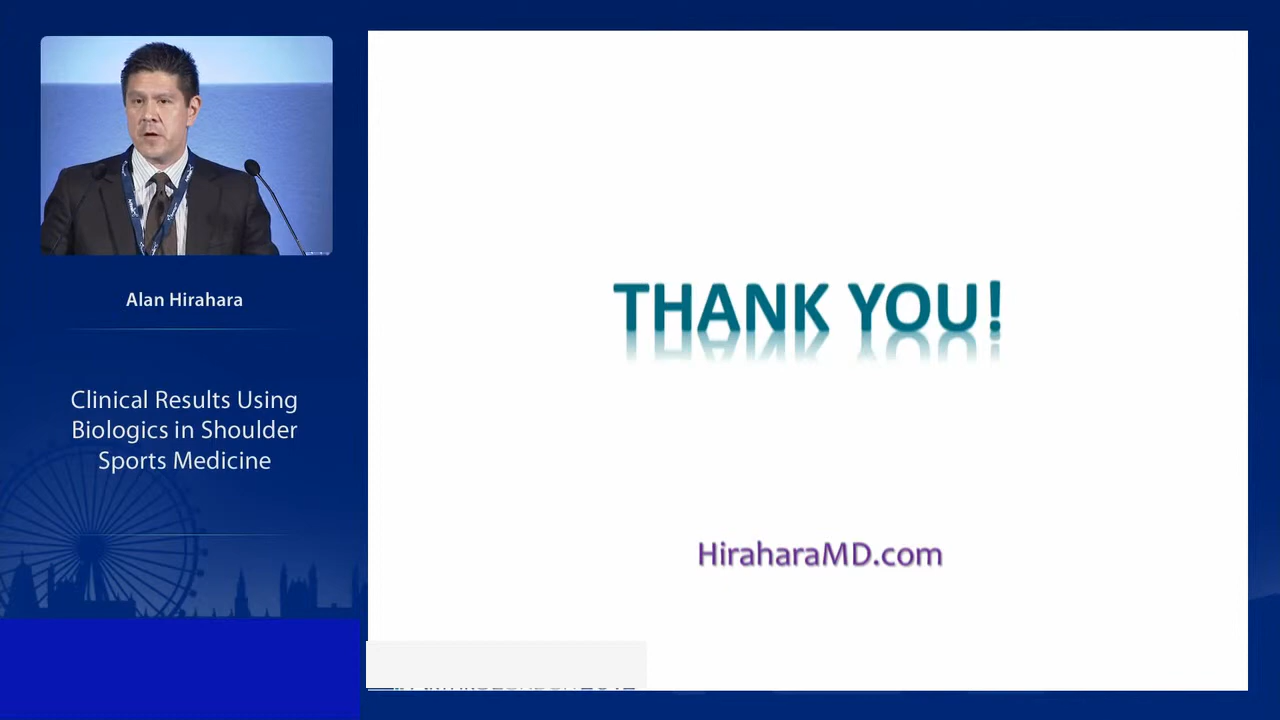 Alan Hirahara
Clinical Results Using
Biologics in Shoulder
Sports Medicine
THANK YOU!
HiraharaMD.com